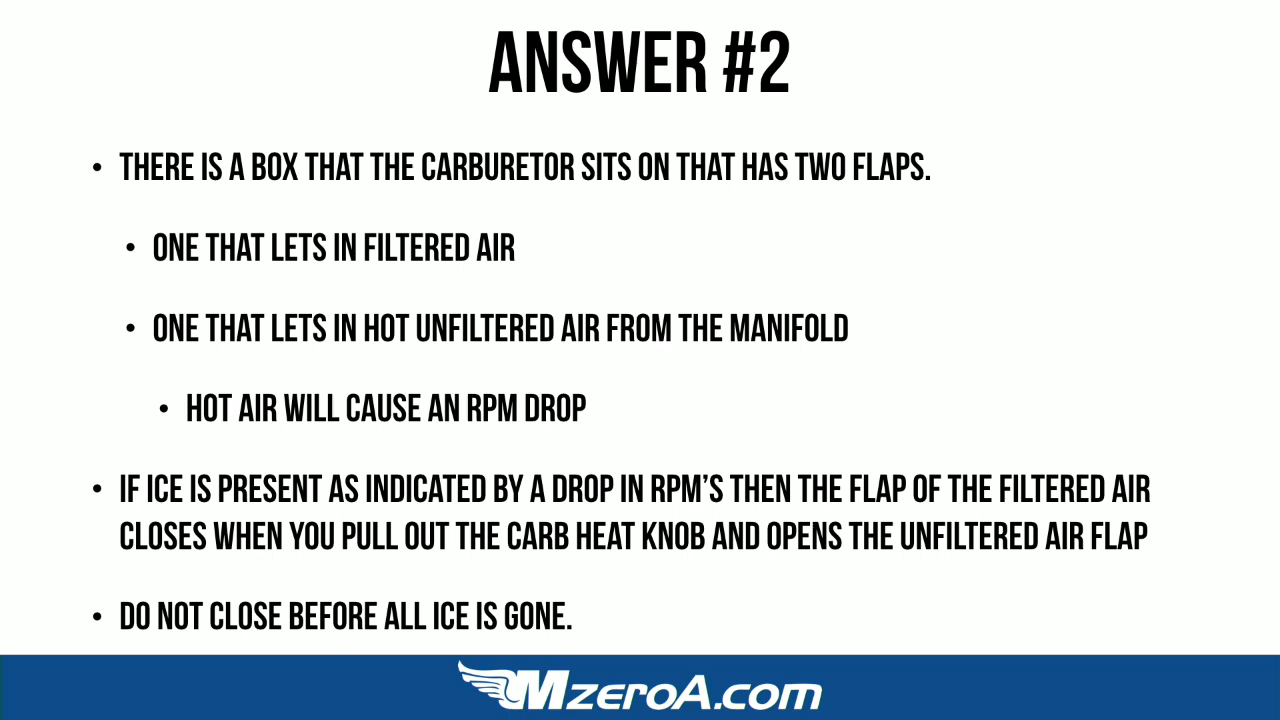 ANSWER #2
• THERE IS A BOX THAT THE CARBURETOR SITS ON THAT HAS TWO FLAPS.
• ONE THAT LETS IN FILTERED AIR
• ONE THAT LETS IN HOT UNFILTERED AIR FROM THE MANIFOLD
• HOT AIR WILL CAUSE AN RPM DROP
• IF ICE IS PRESENT AS INDICATED BY A DROP IN RPM’S THEN THE FLAP OF THE FILTERED AIR
CLOSES WHEN YOU PULL OUT THE CARB HEAT KNOB AND OPENS THE UNFILTERED AIR FLAP
• DO NOT CLOSE BEFORE ALL ICE IS GONE.
MzeroA.com